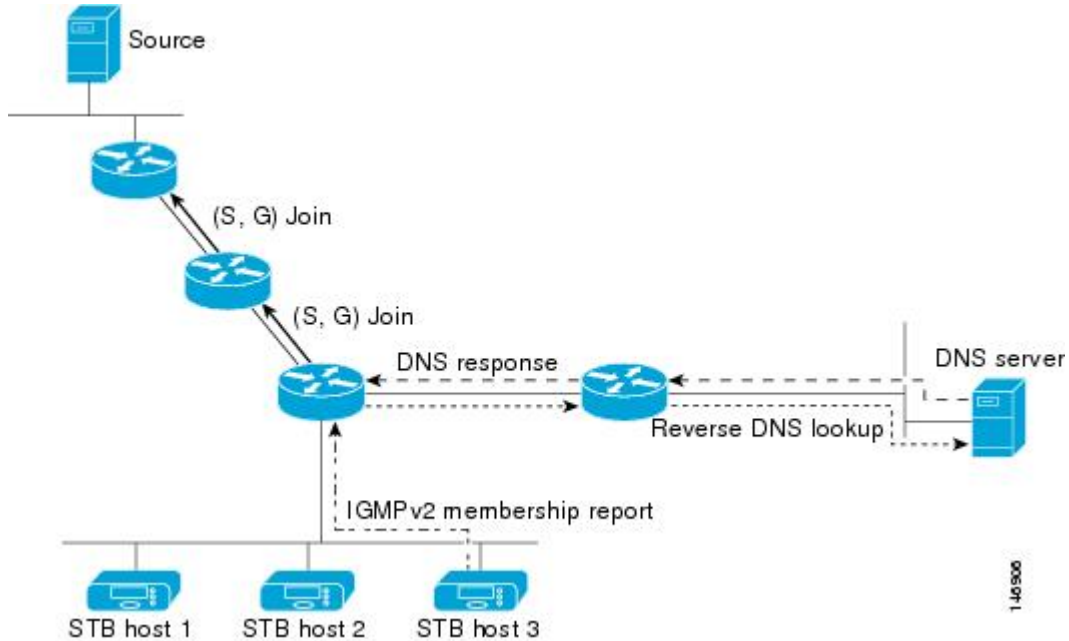 Source
(S, G) Join
(S, G) Join
DNS response
DNS server
Reverse DNS lookup
IGMPv2 membership report
STB host 1
STB host 2
STB host 3
146906